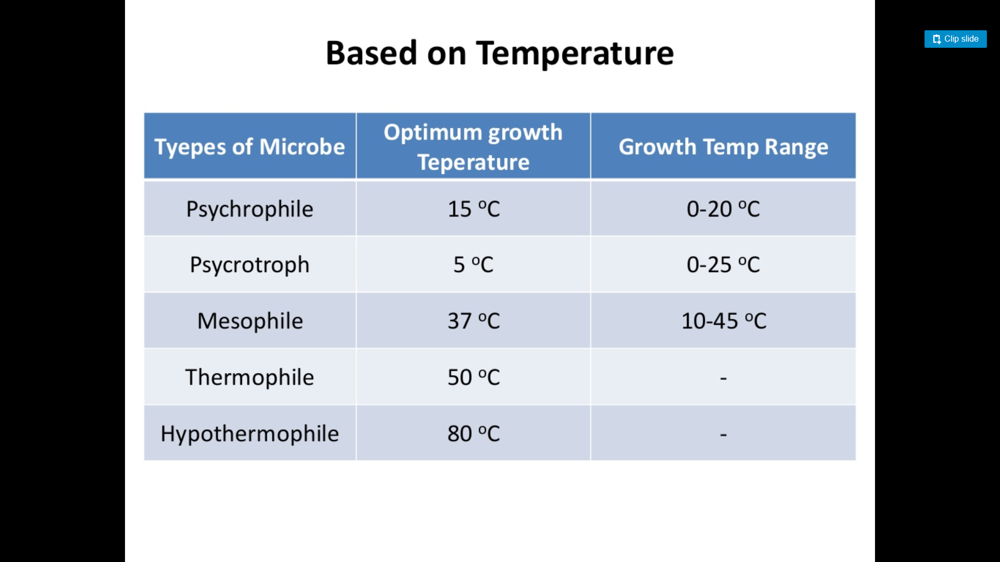 Based on Temperature
Clip slide
Tyepes of Microbe
Optimum growth
Teperature
Growth Temp Range
Psychrophile 15 ºC 0-20 ºC
Psycrotroph 5 ºC 0-25 ºC
Mesophile 37 ºC 10-45 ºC
Thermophile 50 ºC -
Hypothermophile 80 ºC -